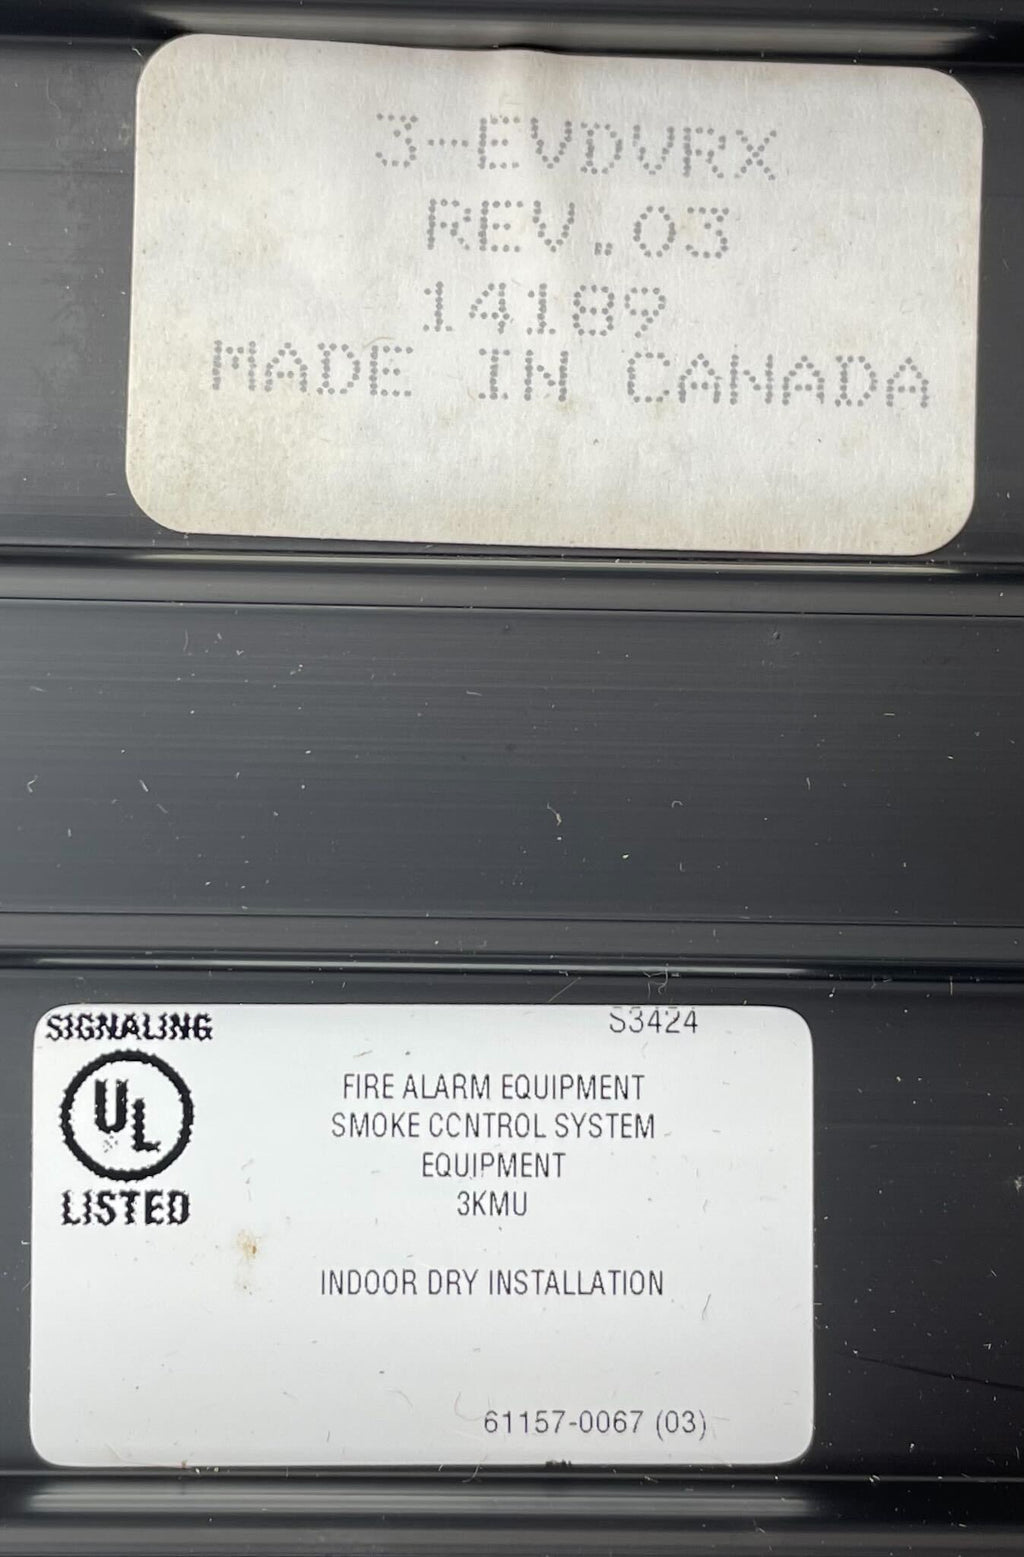 3-EVDVRX
REV.03
14189
MADE IN CANADA
SIGNALING
S3424
UL
LISTED
FIRE ALARM EQUIPMENT
SMOKE CCNTROL SYSTEM
EQUIPMENT
3KMU
INDOOR DRY INSTALLATION
61157-0067 (03)